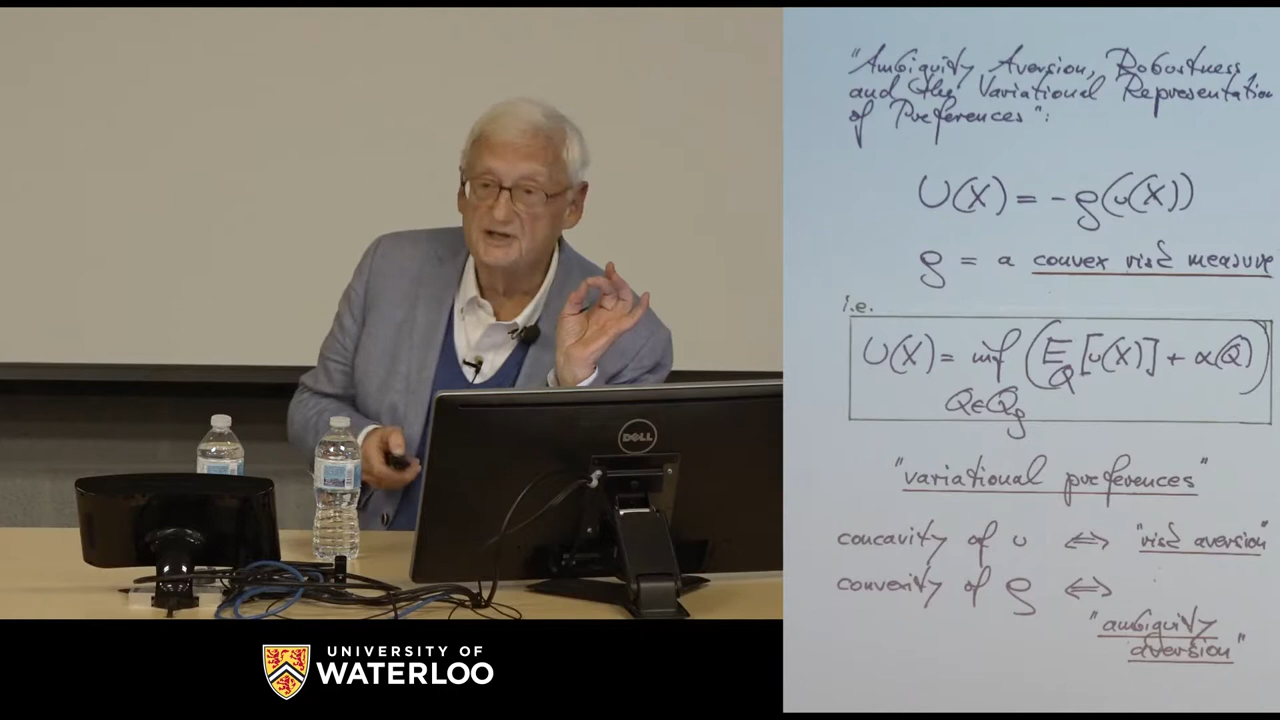 "Ambiguity Aversion, Robustness,
and the Variational Representation
of Preferences":
U(X) = - ρ(u(X))
ρ = a convex risk measure
i.e.
U(X) = inf (E_Q [u(X)] + α(Q))
Q∈Q_ρ
"variational preferences"
concavity of u ⇔ "risk aversion"
convexity of ρ ⇔
"ambiguity
aversion"
DELL
UNIVERSITY OF
WATERLOO